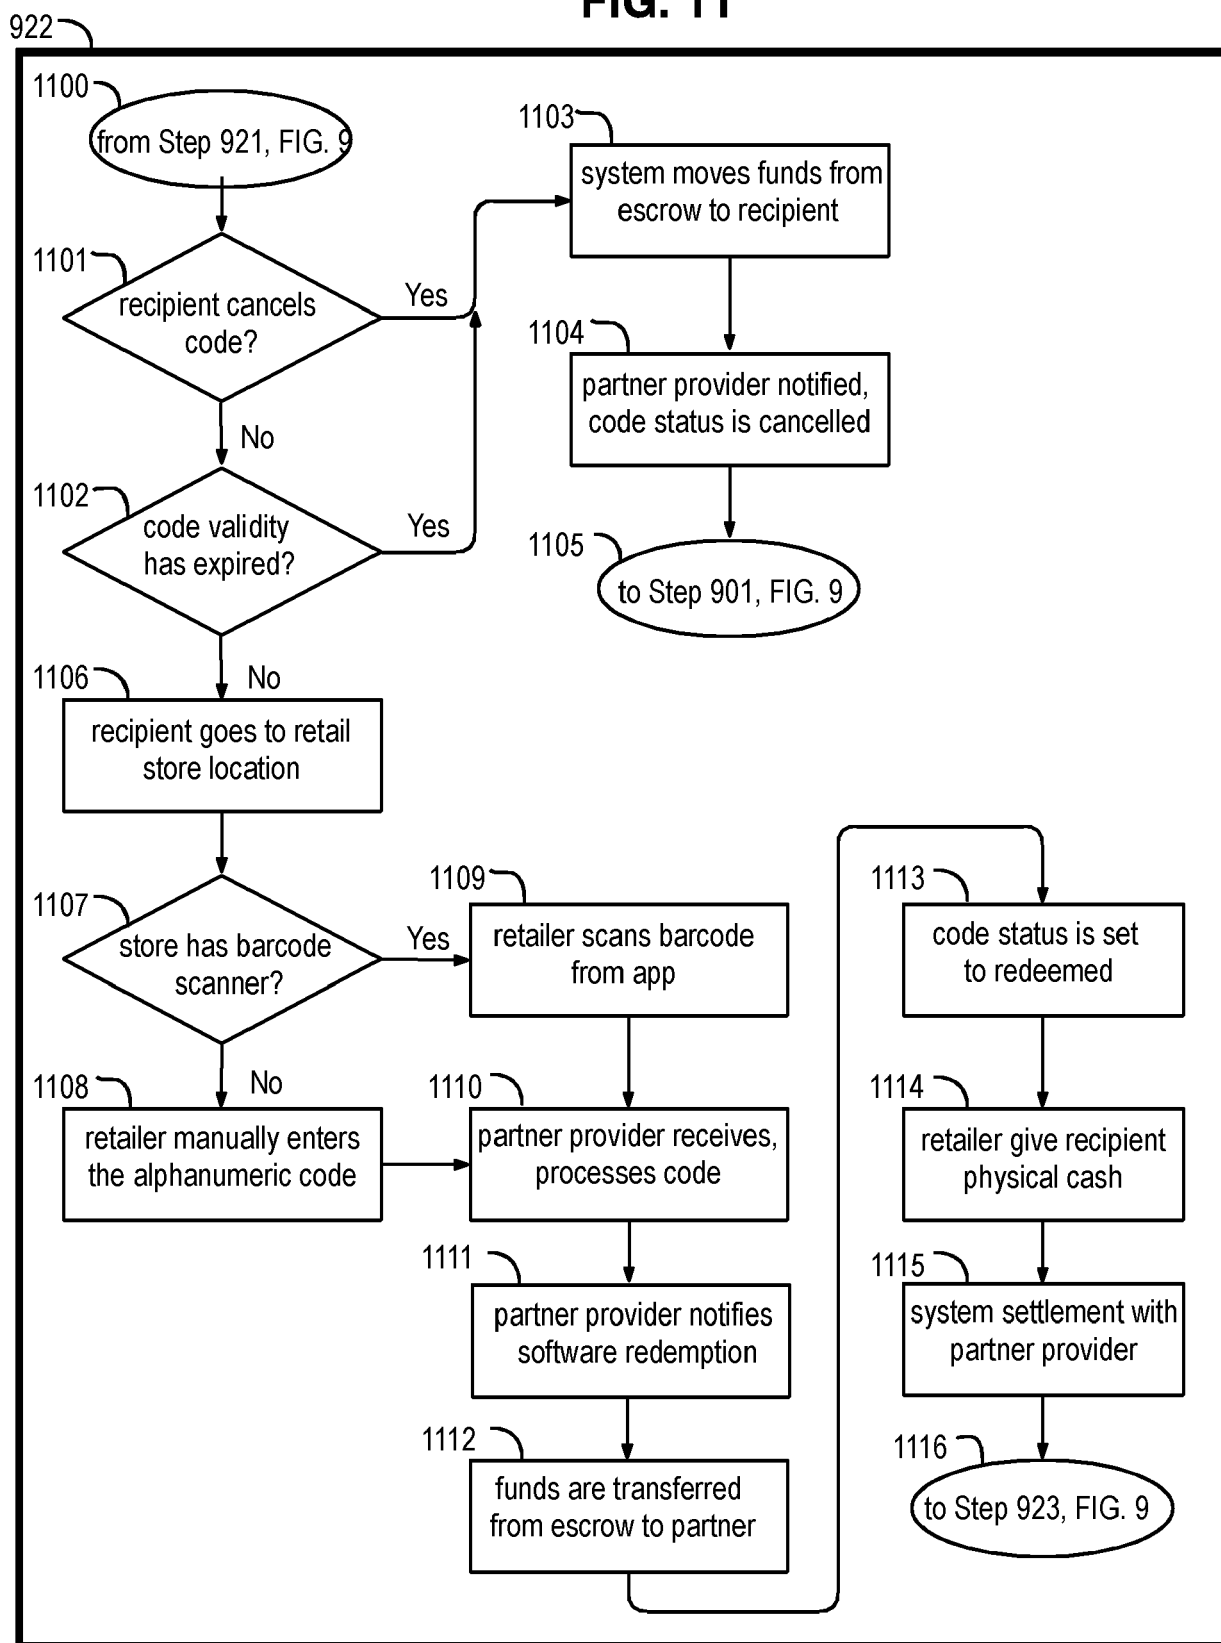 FIG. 11
922
1100
from Step 921, FIG. 9
1101
recipient cancels
code?
Yes
No
1102
code validity
has expired?
Yes
No
1103
system moves funds from
escrow to recipient
1104
partner provider notified,
code status is cancelled
1105
to Step 901, FIG. 9
1106
recipient goes to retail
store location
1107
store has barcode
scanner?
Yes
No
1108
retailer manually enters
the alphanumeric code
1109
retailer scans barcode
from app
1110
partner provider receives,
processes code
1111
partner provider notifies
software redemption
1112
funds are transferred
from escrow to partner
1113
code status is set
to redeemed
1114
retailer give recipient
physical cash
1115
system settlement with
partner provider
1116
to Step 923, FIG. 9